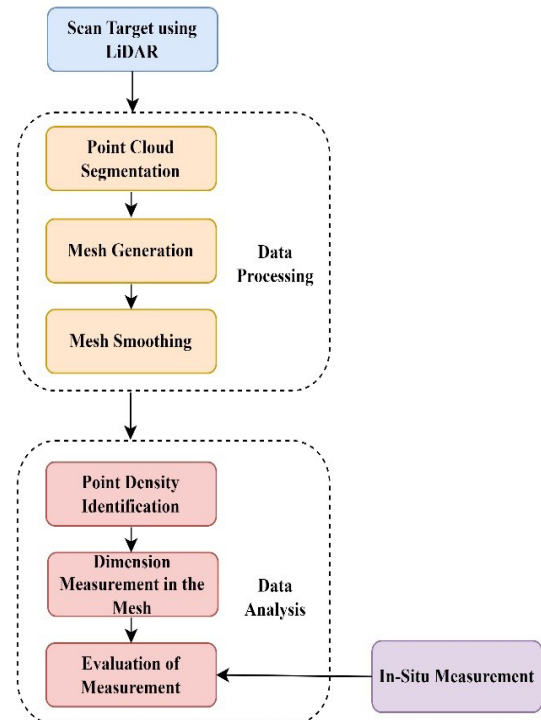 Scan Target using
LiDAR
Point Cloud
Segmentation
Mesh Generation
Data
Processing
Mesh Smoothing
Point Density
Identification
Dimension
Measurement in the
Mesh
Data
Analysis
Evaluation of
Measurement
In-Situ Measurement